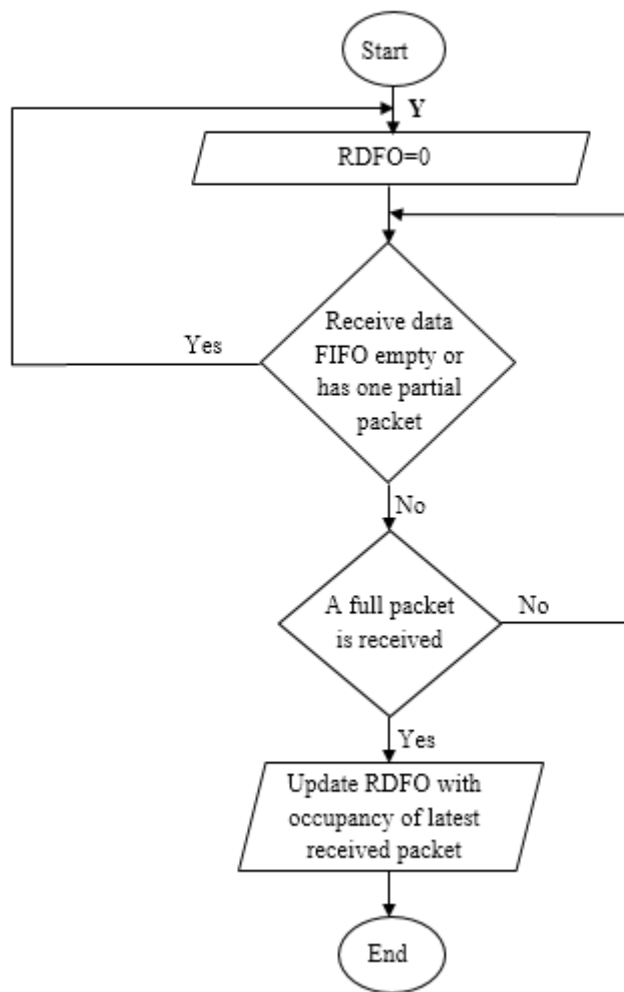 Start
Y
RDFO=0
Receive data
FIFO empty or
has one partial
packet
Yes
No
A full packet
is received
No
Yes
Update RDFO with
occupancy of latest
received packet
End